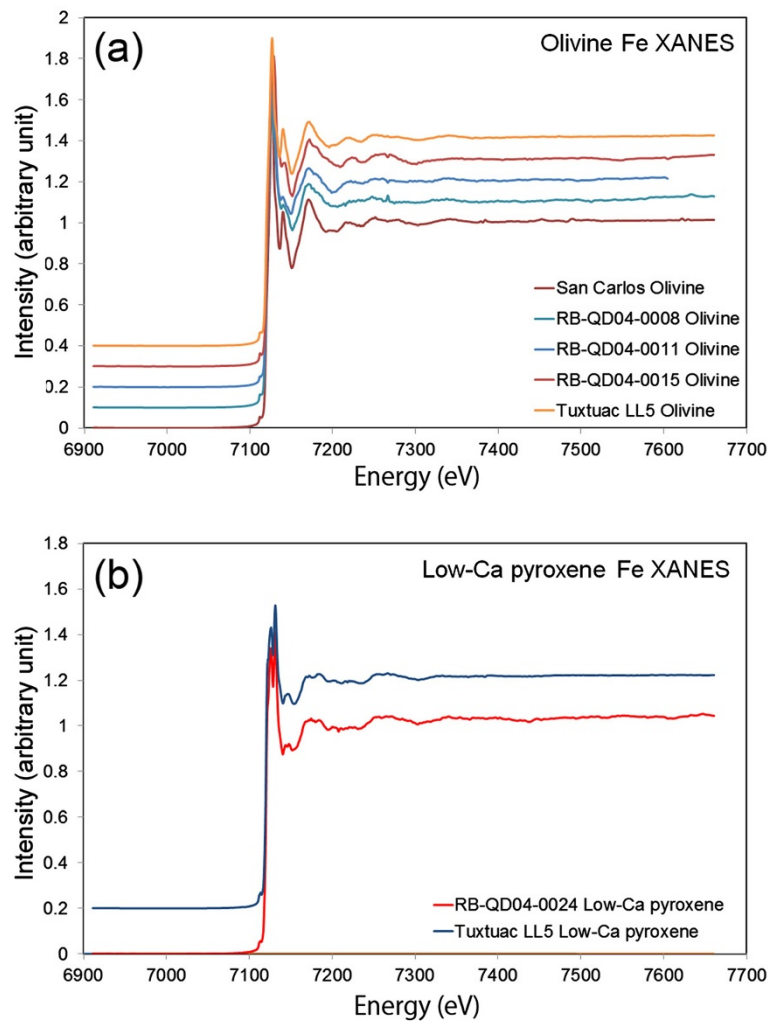 (a)
Olivine Fe XANES
Intensity (arbitrary unit)
2
1.8
1.6
1.4
1.2
1
0.8
0.6
0.4
0.2
0
San Carlos Olivine
RB-QD04-0008 Olivine
RB-QD04-0011 Olivine
RB-QD04-0015 Olivine
Tuxtuac LL5 Olivine
6900 7000 7100 7200 7300 7400 7500 7600 7700
Energy (eV)
(b)
Low-Ca pyroxene Fe XANES
Intensity (arbitrary unit)
1.8
1.6
1.4
1.2
1
0.8
0.6
0.4
0.2
0
RB-QD04-0024 Low-Ca pyroxene
Tuxtuac LL5 Low-Ca pyroxene
6900 7000 7100 7200 7300 7400 7500 7600 7700
Energy (eV)